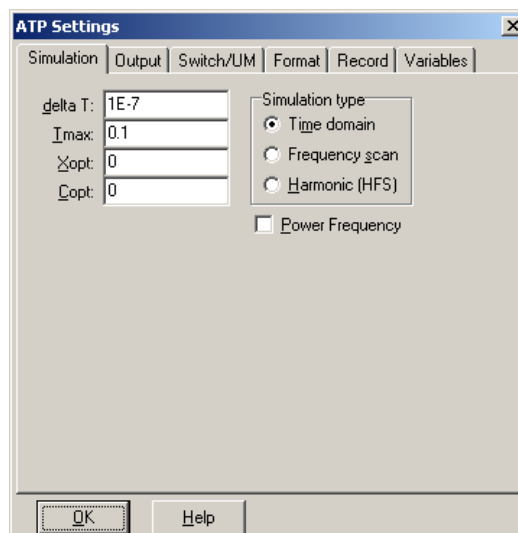 ATP Settings
Simulation Output Switch/UM Format Record Variables
delta T: 1E-7
Tmax: 0.1
Xopt: 0
Copt: 0
Simulation type
Time domain
Frequency scan
Harmonic (HFS)
Power Frequency
OK Help